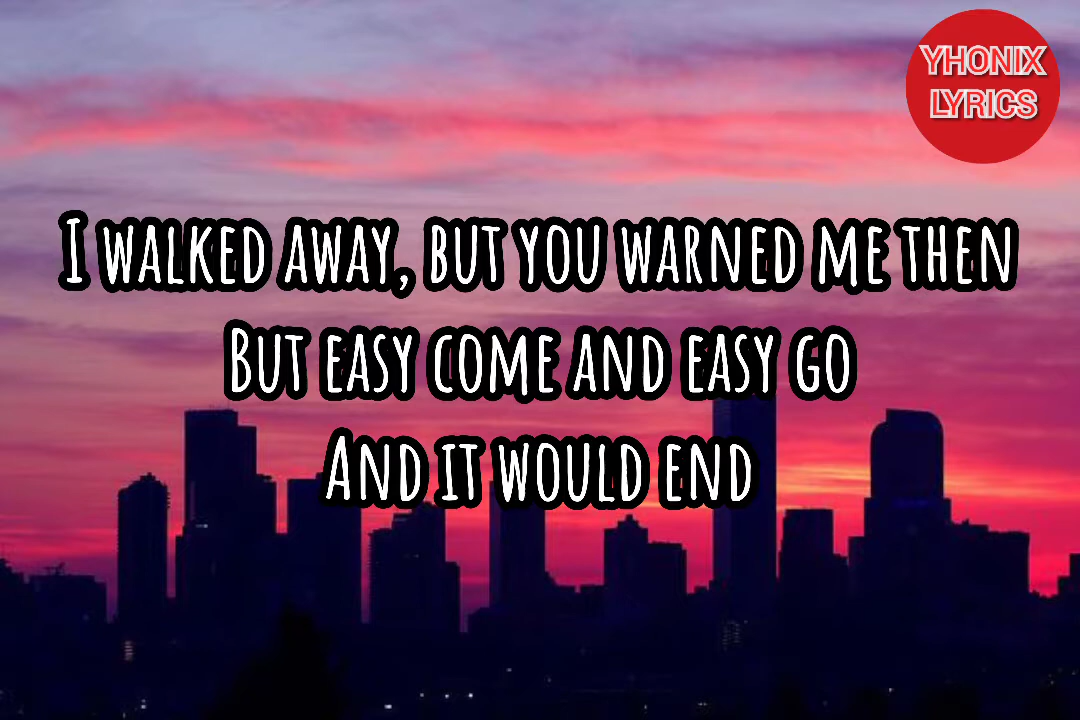 YHONIX
LYRICS
I WALKED AWAY, BUT YOU WARNED ME THEN
BUT EASY COME AND EASY GO
AND IT WOULD END